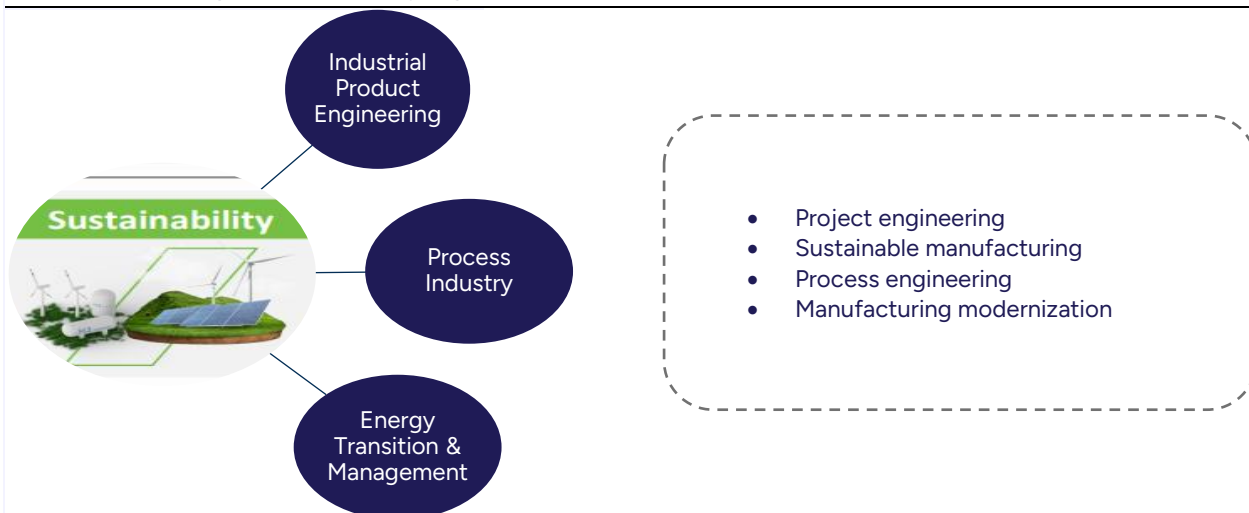 Industrial
Product
Engineering
Sustainability
Process
Industry
Energy
Transition &
Management
• Project engineering
• Sustainable manufacturing
• Process engineering
• Manufacturing modernization